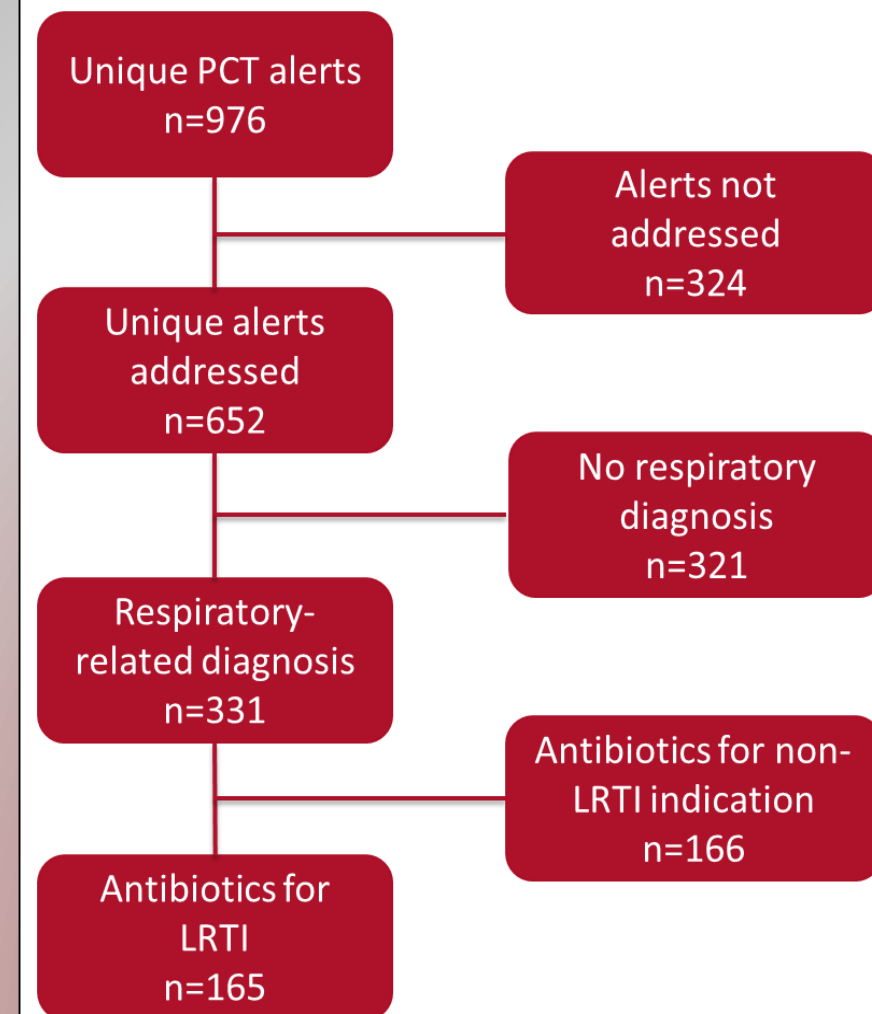 Unique PCT alerts
n=976
Alerts not
addressed
n=324
Unique alerts
addressed
n=652
No respiratory
diagnosis
n=321
Respiratory-
related diagnosis
n=331
Antibiotics for non-
LRTI indication
n=166
Antibiotics for
LRTI
n=165